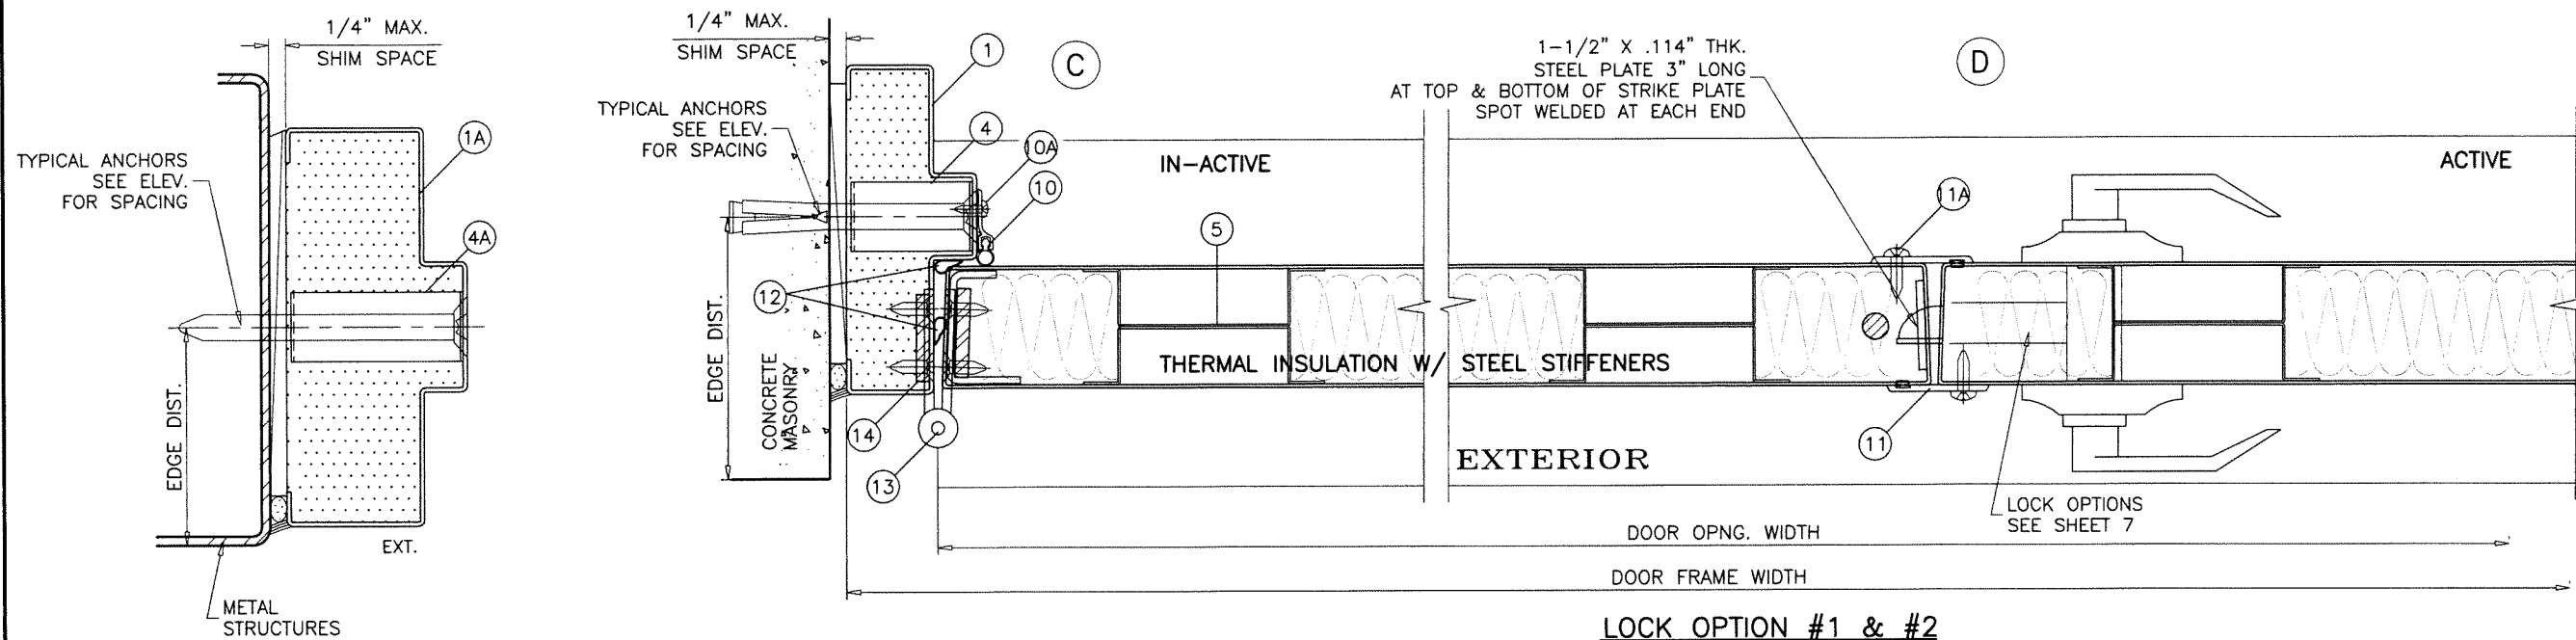 1/4" MAX.
SHIM SPACE
TYPICAL ANCHORS
SEE ELEV.
FOR SPACING
1A
4A
EDGE DIST.
EXT.
METAL
STRUCTURES
1/4" MAX.
SHIM SPACE
TYPICAL ANCHORS
SEE ELEV.
FOR SPACING
1
C
4
10A
10
IN-ACTIVE
5
12
EDGE DIST.
CONCRETE
MASONRY
14
13
THERMAL INSULATION W/ STEEL STIFFENERS
1-1/2" X .114" THK.
STEEL PLATE 3" LONG
AT TOP & BOTTOM OF STRIKE PLATE
SPOT WELDED AT EACH END
D
ACTIVE
11A
11
EXTERIOR
LOCK OPTIONS
SEE SHEET 7
DOOR OPNG. WIDTH
DOOR FRAME WIDTH
LOCK OPTION #1 & #2